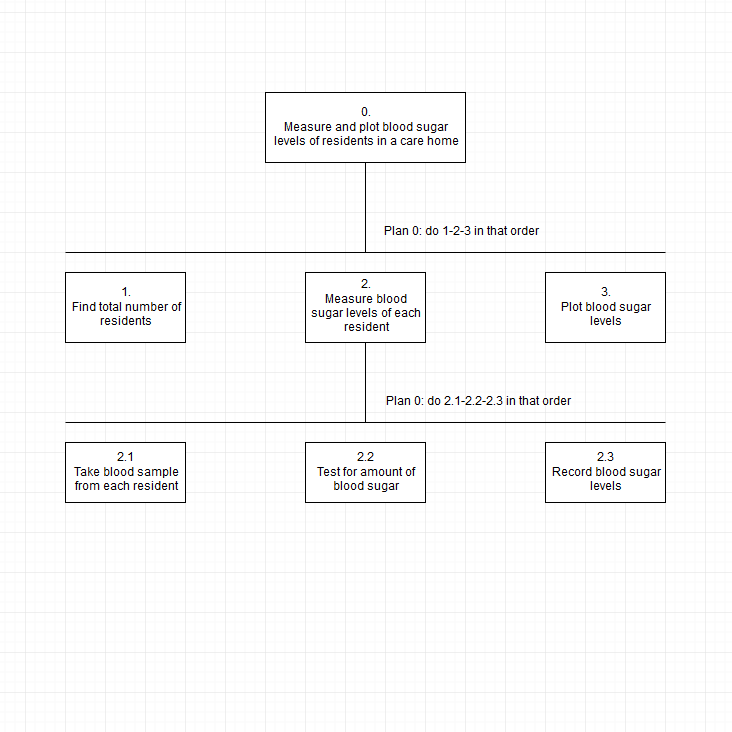 0.
Measure and plot blood sugar
levels of residents in a care home
Plan 0: do 1-2-3 in that order
1.
Find total number of
residents
2.
Measure blood
sugar levels of each
resident
3.
Plot blood sugar
levels
Plan 0: do 2.1-2.2-2.3 in that order
2.1
Take blood sample
from each resident
2.2
Test for amount of
blood sugar
2.3
Record blood sugar
levels